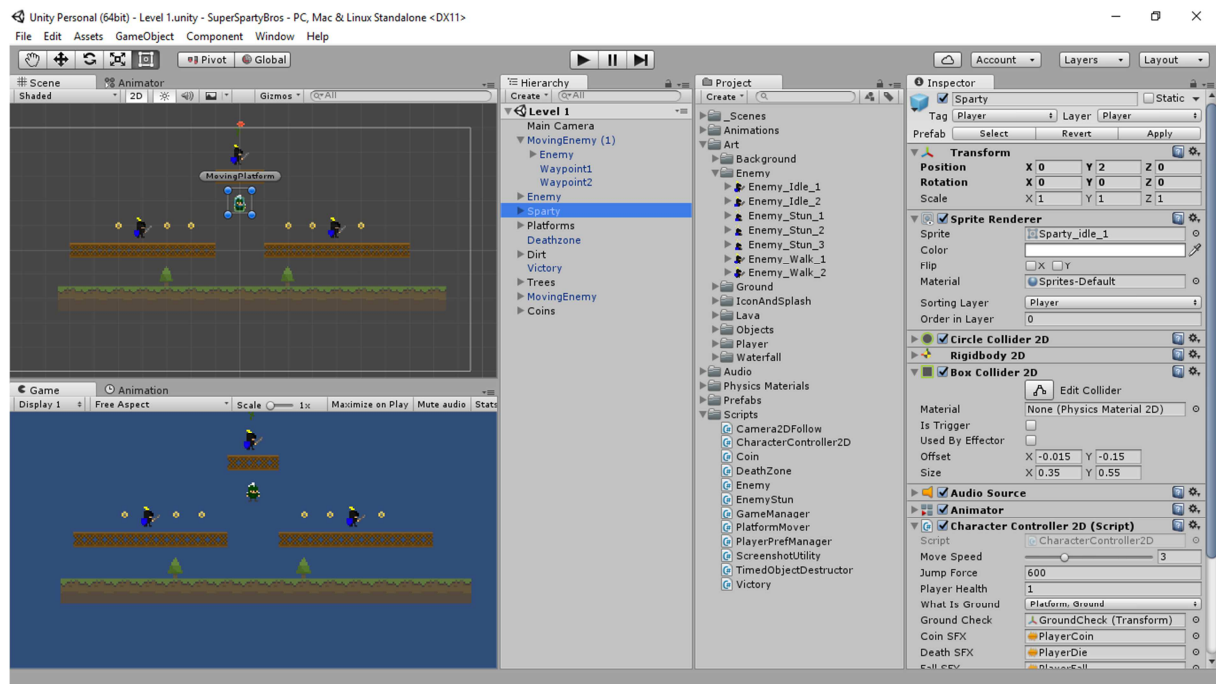 Unity Personal (64bit) - Level 1.unity - SuperSpartyBros - PC, Mac & Linux Standalone <DX11>
File Edit Assets GameObject Component Window Help
Pivot Global Account Layers Layout
Scene Animator
Shaded 2D Gizmos All
MovingPlatform
Game Animation
Display 1 Free Aspect Scale 1x Maximize on Play Mute audio Stats
Hierarchy
Create All
Level 1
Main Camera
MovingEnemy (1)
Enemy
Waypoint1
Waypoint2
Enemy
Sparty
Platforms
Deathzone
Dirt
Victory
Trees
MovingEnemy
Coins
Project
Create
_Scenes
Animations
Art
Background
Enemy
Enemy_Idle_1
Enemy_Idle_2
Enemy_Stun_1
Enemy_Stun_2
Enemy_Stun_3
Enemy_Walk_1
Enemy_Walk_2
Ground
IconAndSplash
Lava
Objects
Player
Waterfall
Audio
Physics Materials
Prefabs
Scripts
Camera2DFollow
CharacterController2D
Coin
DeathZone
Enemy
EnemyStun
GameManager
PlatformMover
PlayerPrefManager
ScreenshotUtility
TimedObjectDestructor
Victory
Inspector
Sparty Static
Tag Player Layer Player
Prefab Select Revert Apply
Transform
Position X 0 Y 2 Z 0
Rotation X 0 Y 0 Z 0
Scale X 1 Y 1 Z 1
Sprite Renderer
Sprite Sparty_idle_1
Color
Flip X Y
Material Sprites-Default
Sorting Layer Player
Order in Layer 0
Circle Collider 2D
Rigidbody 2D
Box Collider 2D
Edit Collider
Material None (Physics Material 2D)
Is Trigger
Used By Effector
Offset X -0.015 Y -0.15
Size X 0.35 Y 0.55
Audio Source
Animator
Character Controller 2D (Script)
Script CharacterController2D
Move Speed 3
Jump Force 600
Player Health 1
What Is Ground Platform, Ground
Ground Check GroundCheck (Transform)
Coin SFX PlayerCoin
Death SFX PlayerDie
Fall SFX PlayerFall